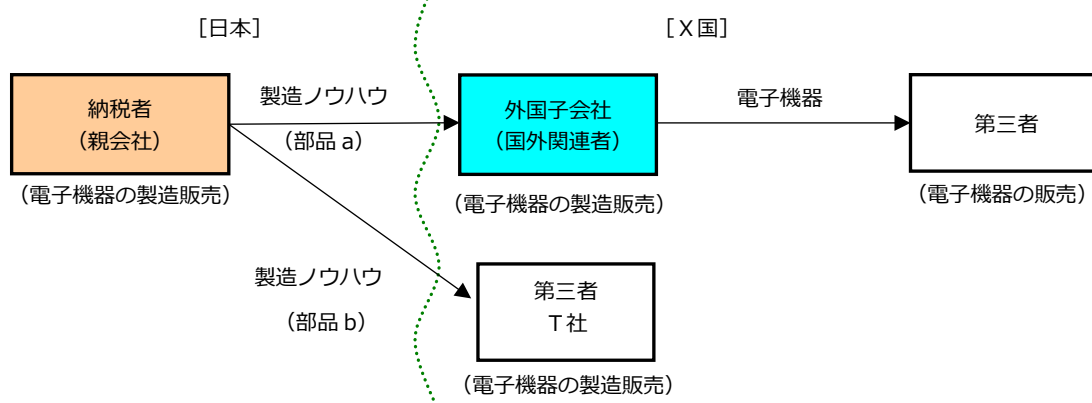 ［日本］
［Ｘ国］
納税者
（親会社）
（電子機器の製造販売）
製造ノウハウ
（部品 a）
外国子会社
（国外関連者）
（電子機器の製造販売）
電子機器
第三者
（電子機器の販売）
製造ノウハウ
（部品 b）
第三者
Ｔ社
（電子機器の製造販売）